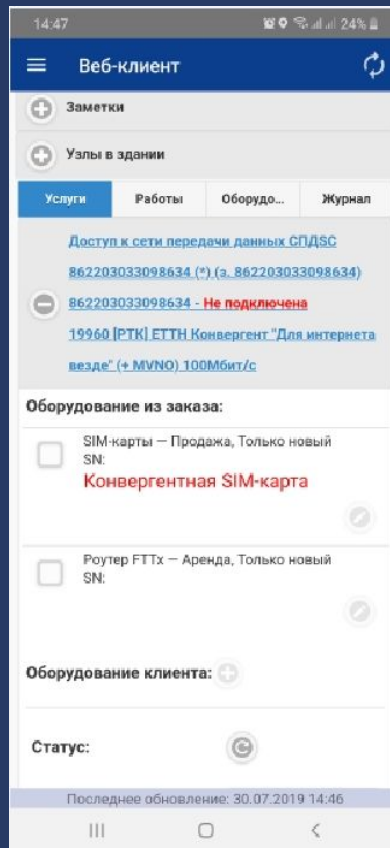 14:47
24%
Веб-клиент
Заметки
Узлы в здании
Услуги
Работы
Оборудо...
Журнал
Доступ к сети передачи данных СПДSC
862203033098634 (*) (з. 862203033098634)
862203033098634 - Не подключена
19960 [РТК] ETTH Конвергент "Для интернета
везде" (+ MVNO) 100Мбит/с
Оборудование из заказа:
SIM-карты — Продажа, Только новый
SN:
Конвергентная SIM-карта
Роутер FTTx — Аренда, Только новый
SN:
Оборудование клиента:
Статус:
Последнее обновление: 30.07.2019 14:46